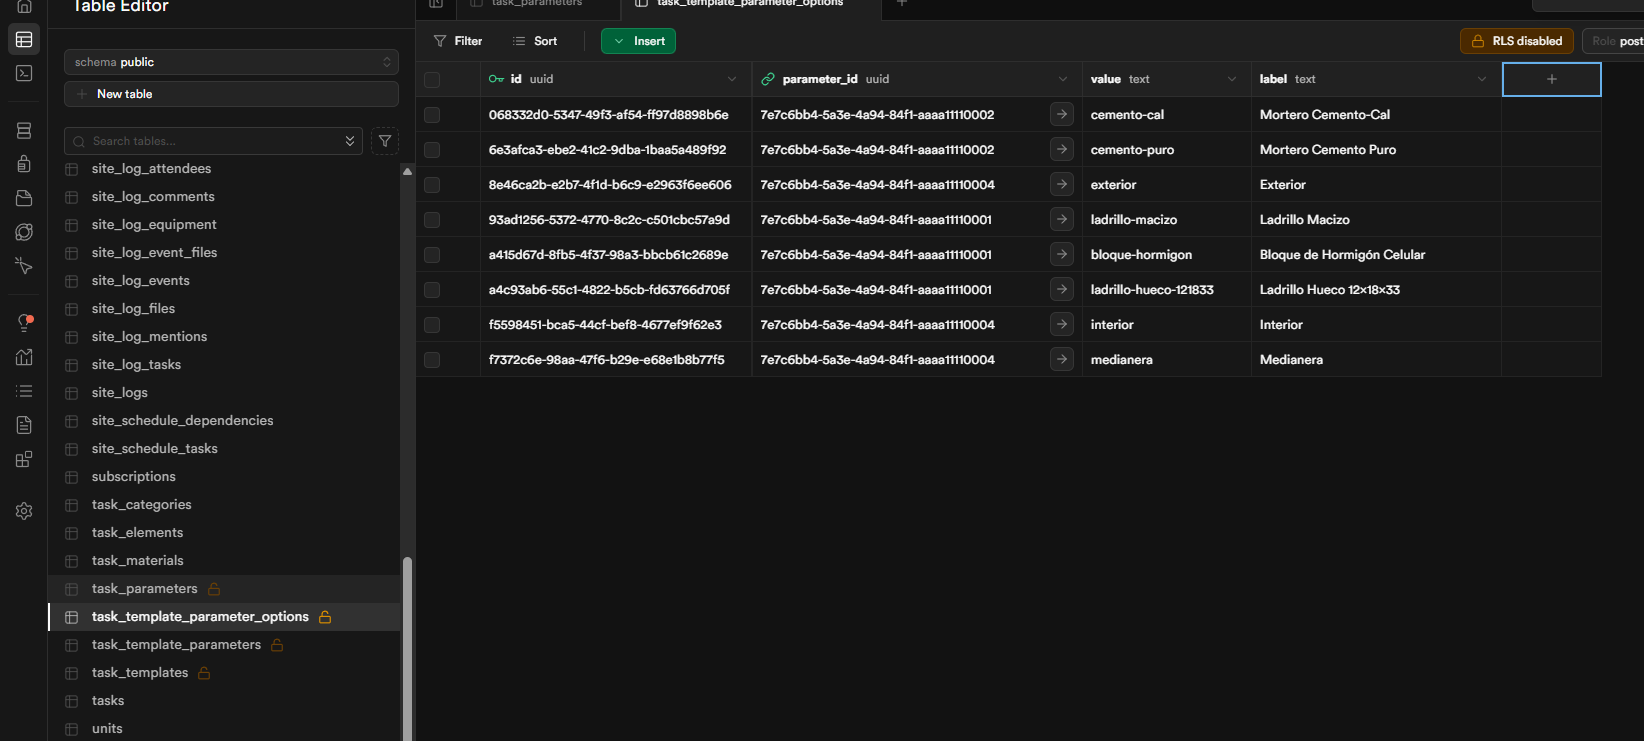 Table Editor
task_parameters
task_template_parameter_options
schema public
New table
Search tables...
Filter
Sort
Insert
RLS disabled
Role post
id uuid
parameter_id uuid
value text
label text
068332d0-5347-49f3-af54-ff97d8898b6e 7e7c6bb4-5a3e-4a94-84f1-aaaa11110002 cemento-cal Mortero Cemento-Cal
6e3afca3-ebe2-41c2-9dba-1baa5a489f92 7e7c6bb4-5a3e-4a94-84f1-aaaa11110002 cemento-puro Mortero Cemento Puro
8e46ca2b-e2b7-4f1d-b6c9-e2963f6ee606 7e7c6bb4-5a3e-4a94-84f1-aaaa11110004 exterior Exterior
93ad1256-5372-4770-8c2c-c501cbc57a9d 7e7c6bb4-5a3e-4a94-84f1-aaaa11110001 ladrillo-macizo Ladrillo Macizo
a415d67d-8fb5-4f37-98a3-bbcb61c2689e 7e7c6bb4-5a3e-4a94-84f1-aaaa11110001 bloque-hormigon Bloque de Hormigón Celular
a4c93ab6-55c1-4822-b5cb-fd63766d705f 7e7c6bb4-5a3e-4a94-84f1-aaaa11110001 ladrillo-hueco-121833 Ladrillo Hueco 12×18×33
f5598451-bca5-44cf-bef8-4677ef9f62e3 7e7c6bb4-5a3e-4a94-84f1-aaaa11110004 interior Interior
f7372c6e-98aa-47f6-b29e-e68e1b8b77f5 7e7c6bb4-5a3e-4a94-84f1-aaaa11110004 medianera Medianera
site_log_attendees
site_log_comments
site_log_equipment
site_log_event_files
site_log_events
site_log_files
site_log_mentions
site_log_tasks
site_logs
site_schedule_dependencies
site_schedule_tasks
subscriptions
task_categories
task_elements
task_materials
task_parameters
task_template_parameter_options
task_template_parameters
task_templates
tasks
units